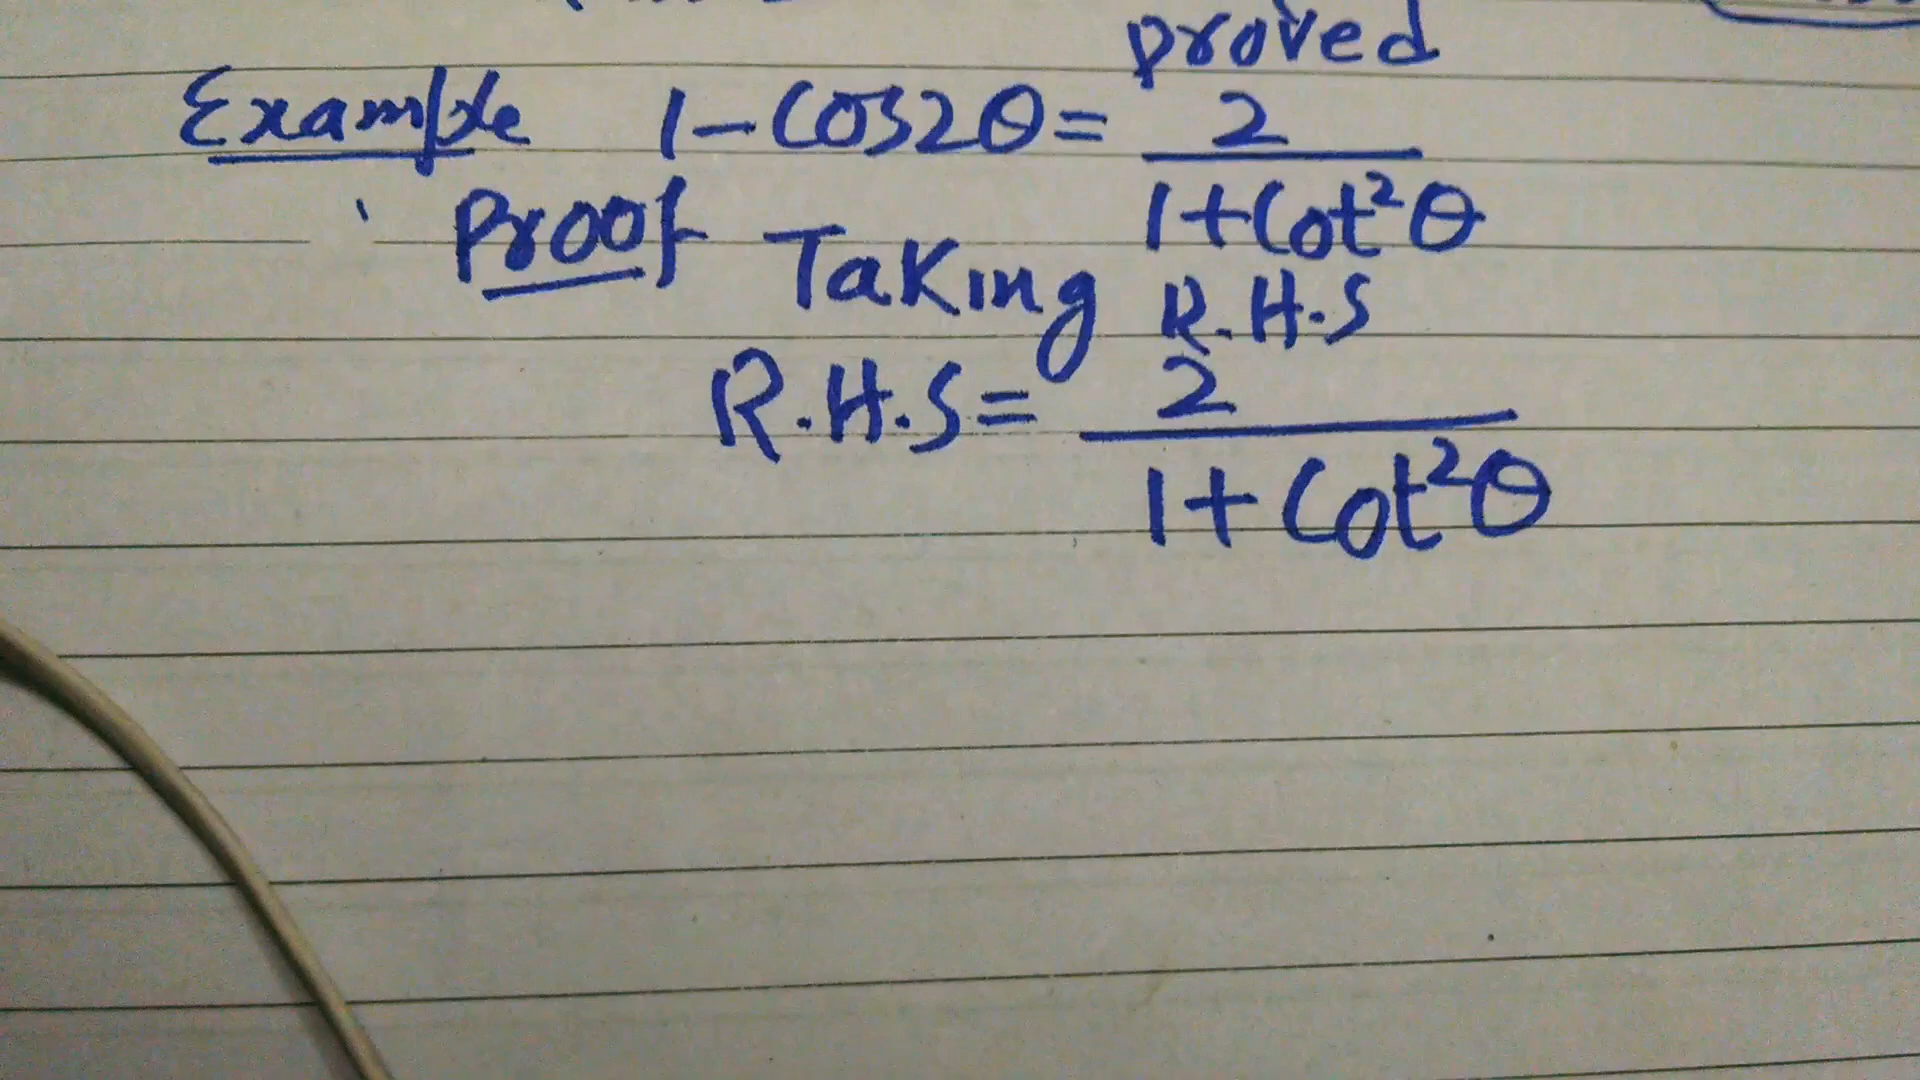 proved
Example 1-Cos2θ= 2/1+Cot²θ
Proof Taking R.H.S
R.H.S= 2/1+Cot²θ